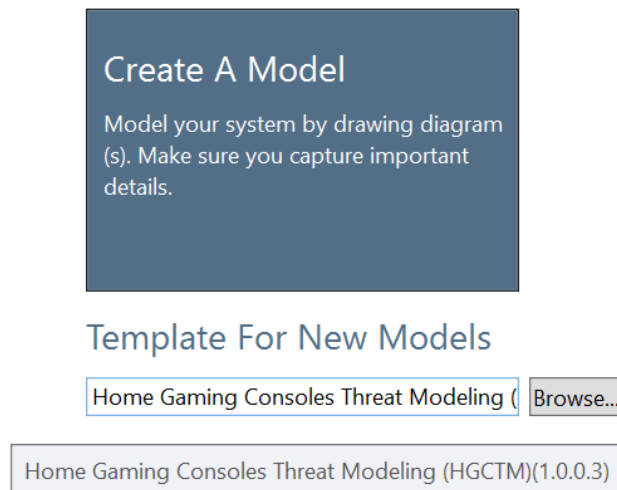 Create A Model
Model your system by drawing diagram
(s). Make sure you capture important
details.
Template For New Models
Home Gaming Consoles Threat Modeling (
Browse...
Home Gaming Consoles Threat Modeling (HGCTM)(1.0.0.3)